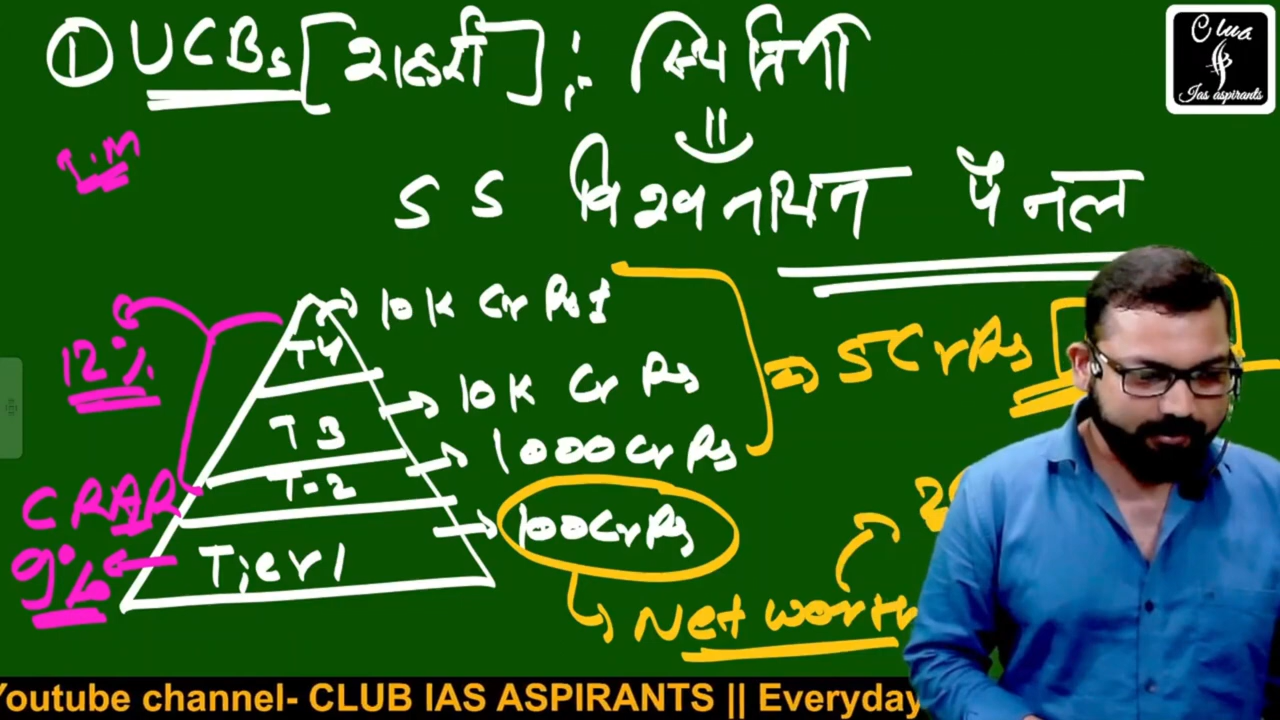 ① UCBs [शहरी] :-
SS विश्वनाथन पैनल
Club
Ias aspirants
I.M
T4 → 10K Cr Rs ↑
T3 → 10K Cr Rs
T-2 → 1000 Cr Rs
Tier 1 → 100 Cr Rs
⇒ 5 Cr Rs
12%
CRAR
9%
Net worth
Youtube channel- CLUB IAS ASPIRANTS || Everyday